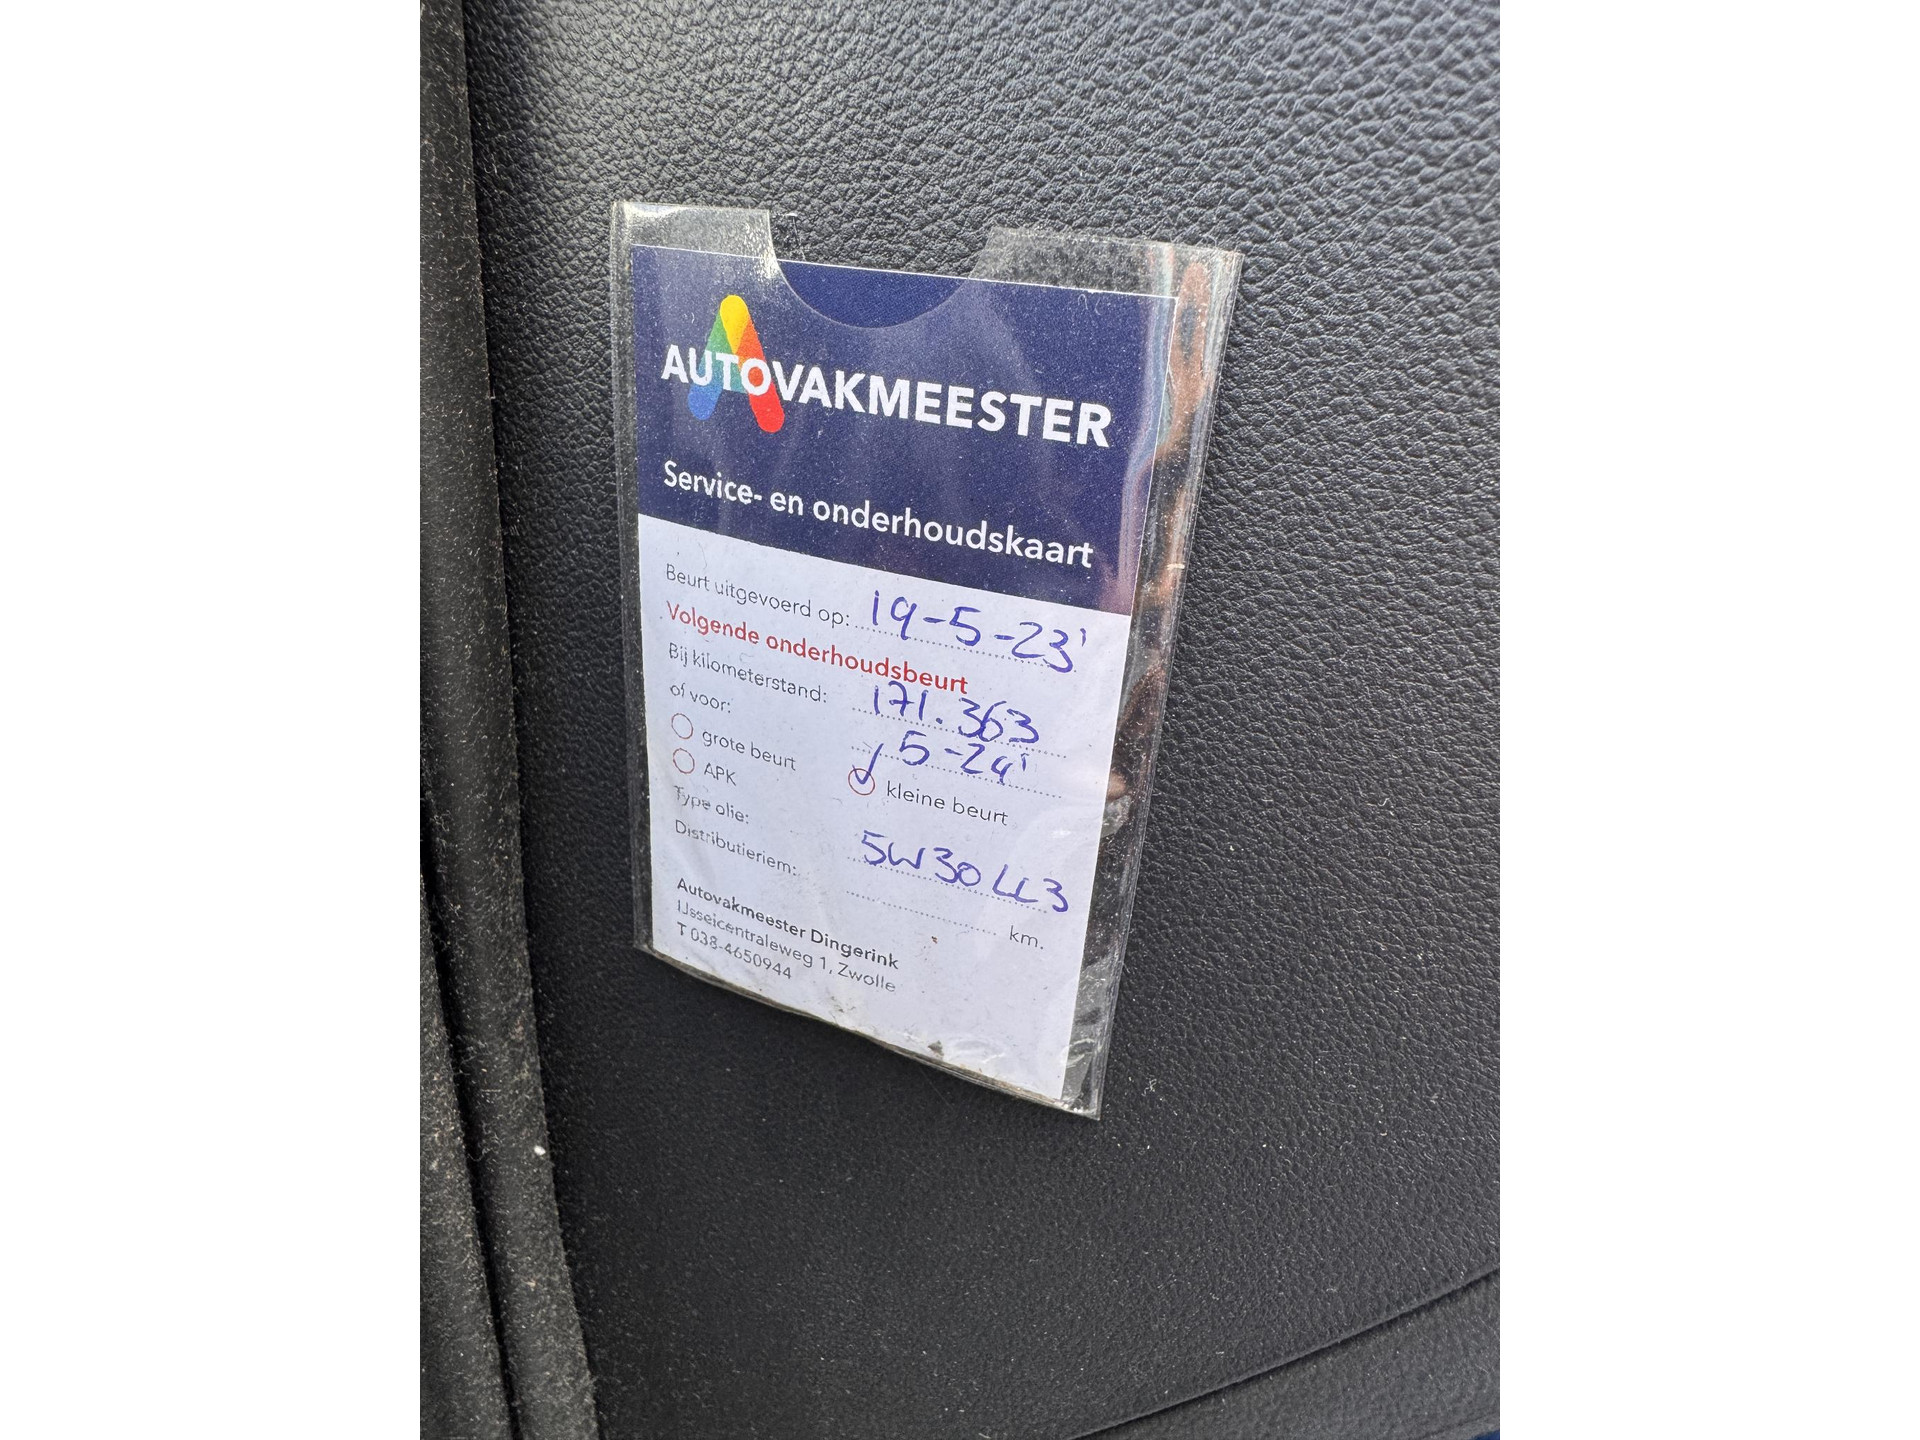 AUTOVAKMEESTER
Service- en onderhoudskaart
Beurt uitgevoerd op: 19-5-23'
Volgende onderhoudsbeurt
Bij kilometerstand: 171.363
of voor: 5-24'
grote beurt
kleine beurt
APK
Type olie: 5W30 LL3
Distributieriem: km.
Autovakmeester Dingerink
IJsselcentraleweg 1, Zwolle
T 038-4650944